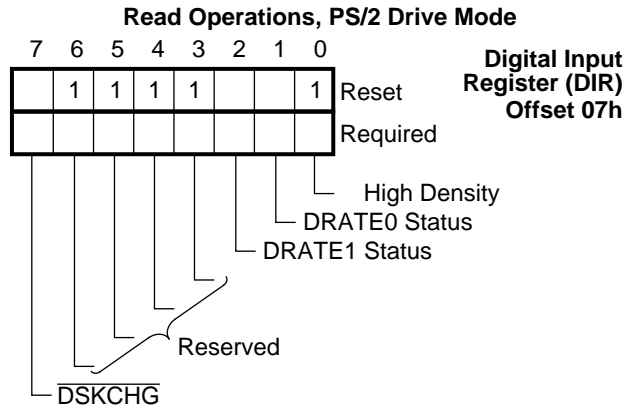 Read Operations, PS/2 Drive Mode
7 6 5 4 3 2 1 0
Digital Input
Register (DIR)
Offset 07h
1 1 1 1 1 Reset
Required
High Density
DRATE0 Status
DRATE1 Status
Reserved
DSKCHG